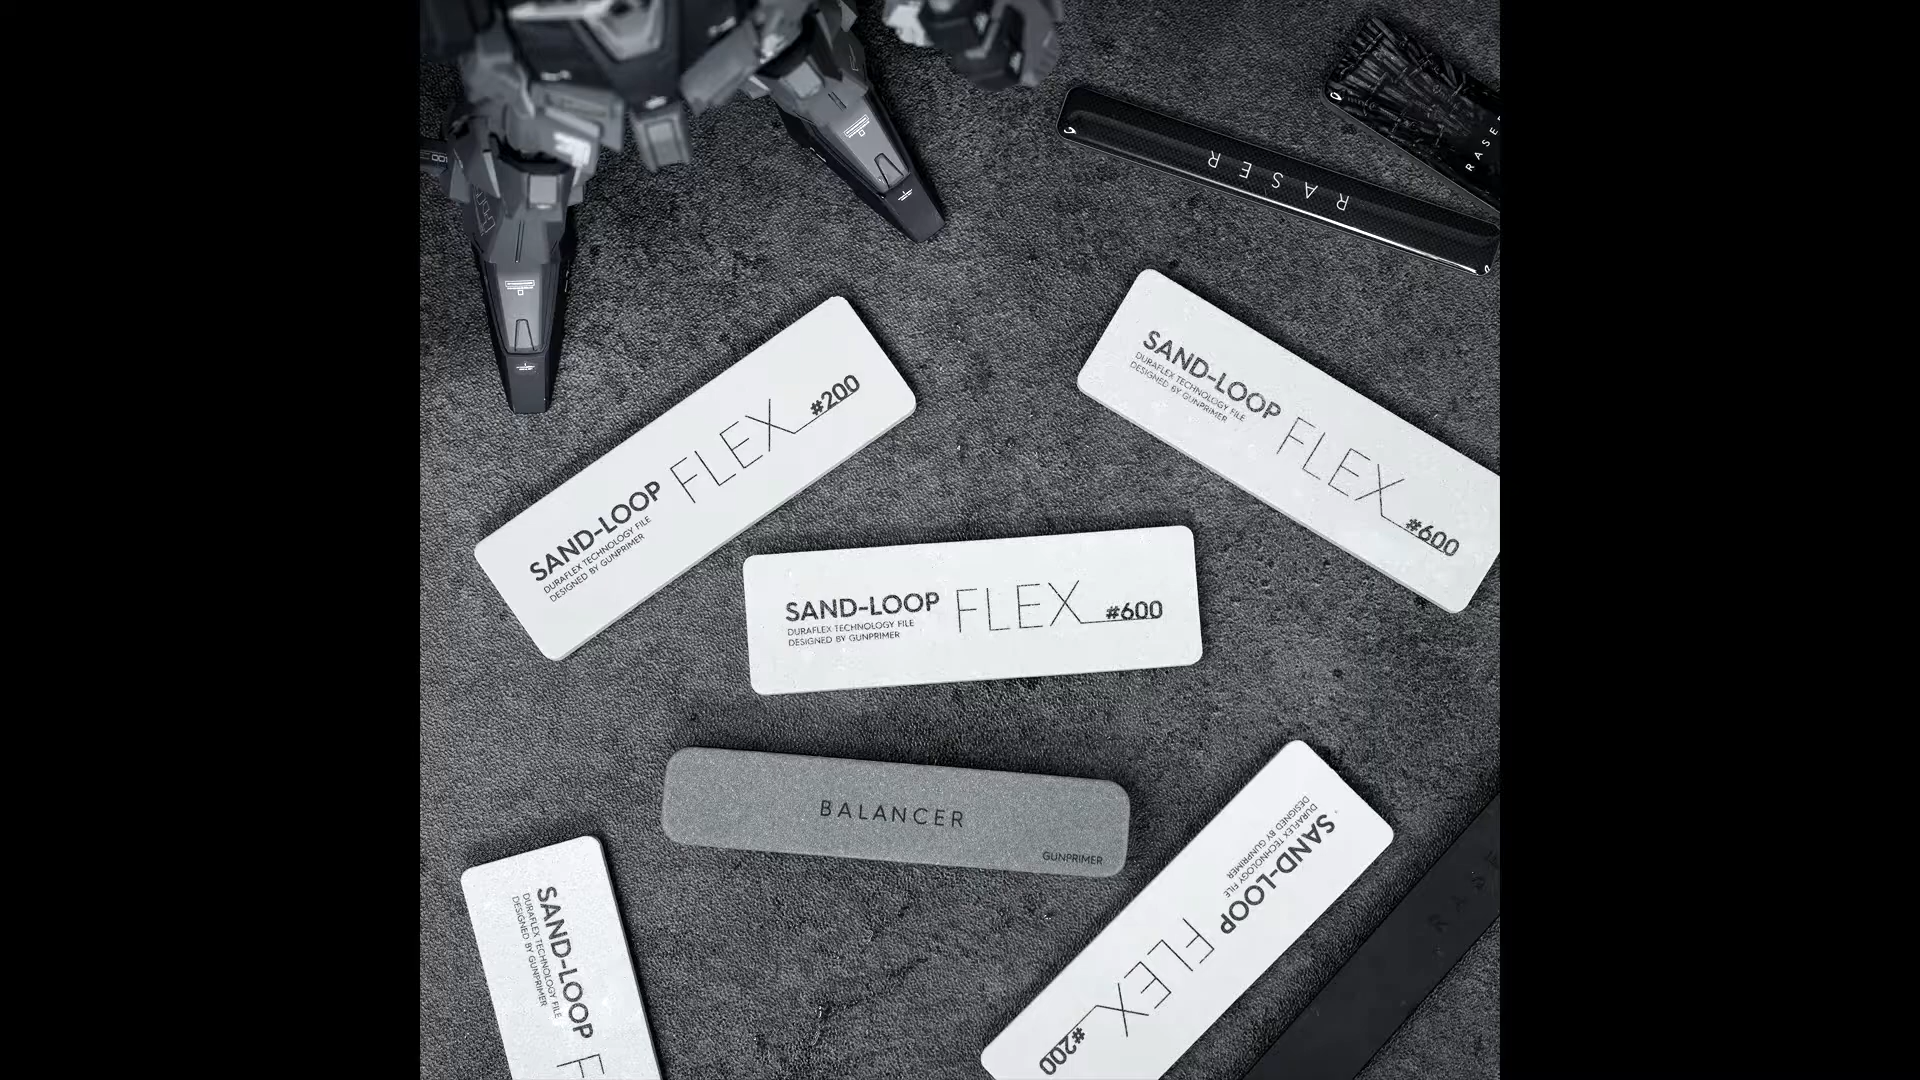 RASER
RASER
SAND-LOOP
DURAFLEX TECHNOLOGY FILE
DESIGNED BY GUNPRIMER
FLEX #200
SAND-LOOP
DURAFLEX TECHNOLOGY FILE
DESIGNED BY GUNPRIMER
FLEX #600
SAND-LOOP
DURAFLEX TECHNOLOGY FILE
DESIGNED BY GUNPRIMER
FLEX #600
BALANCER
GUNPRIMER
SAND-LOOP
DURAFLEX TECHNOLOGY FILE
DESIGNED BY GUNPRIMER
FLEX #200
SAND-LOOP
DURAFLEX TECHNOLOGY FILE
DESIGNED BY GUNPRIMER
F